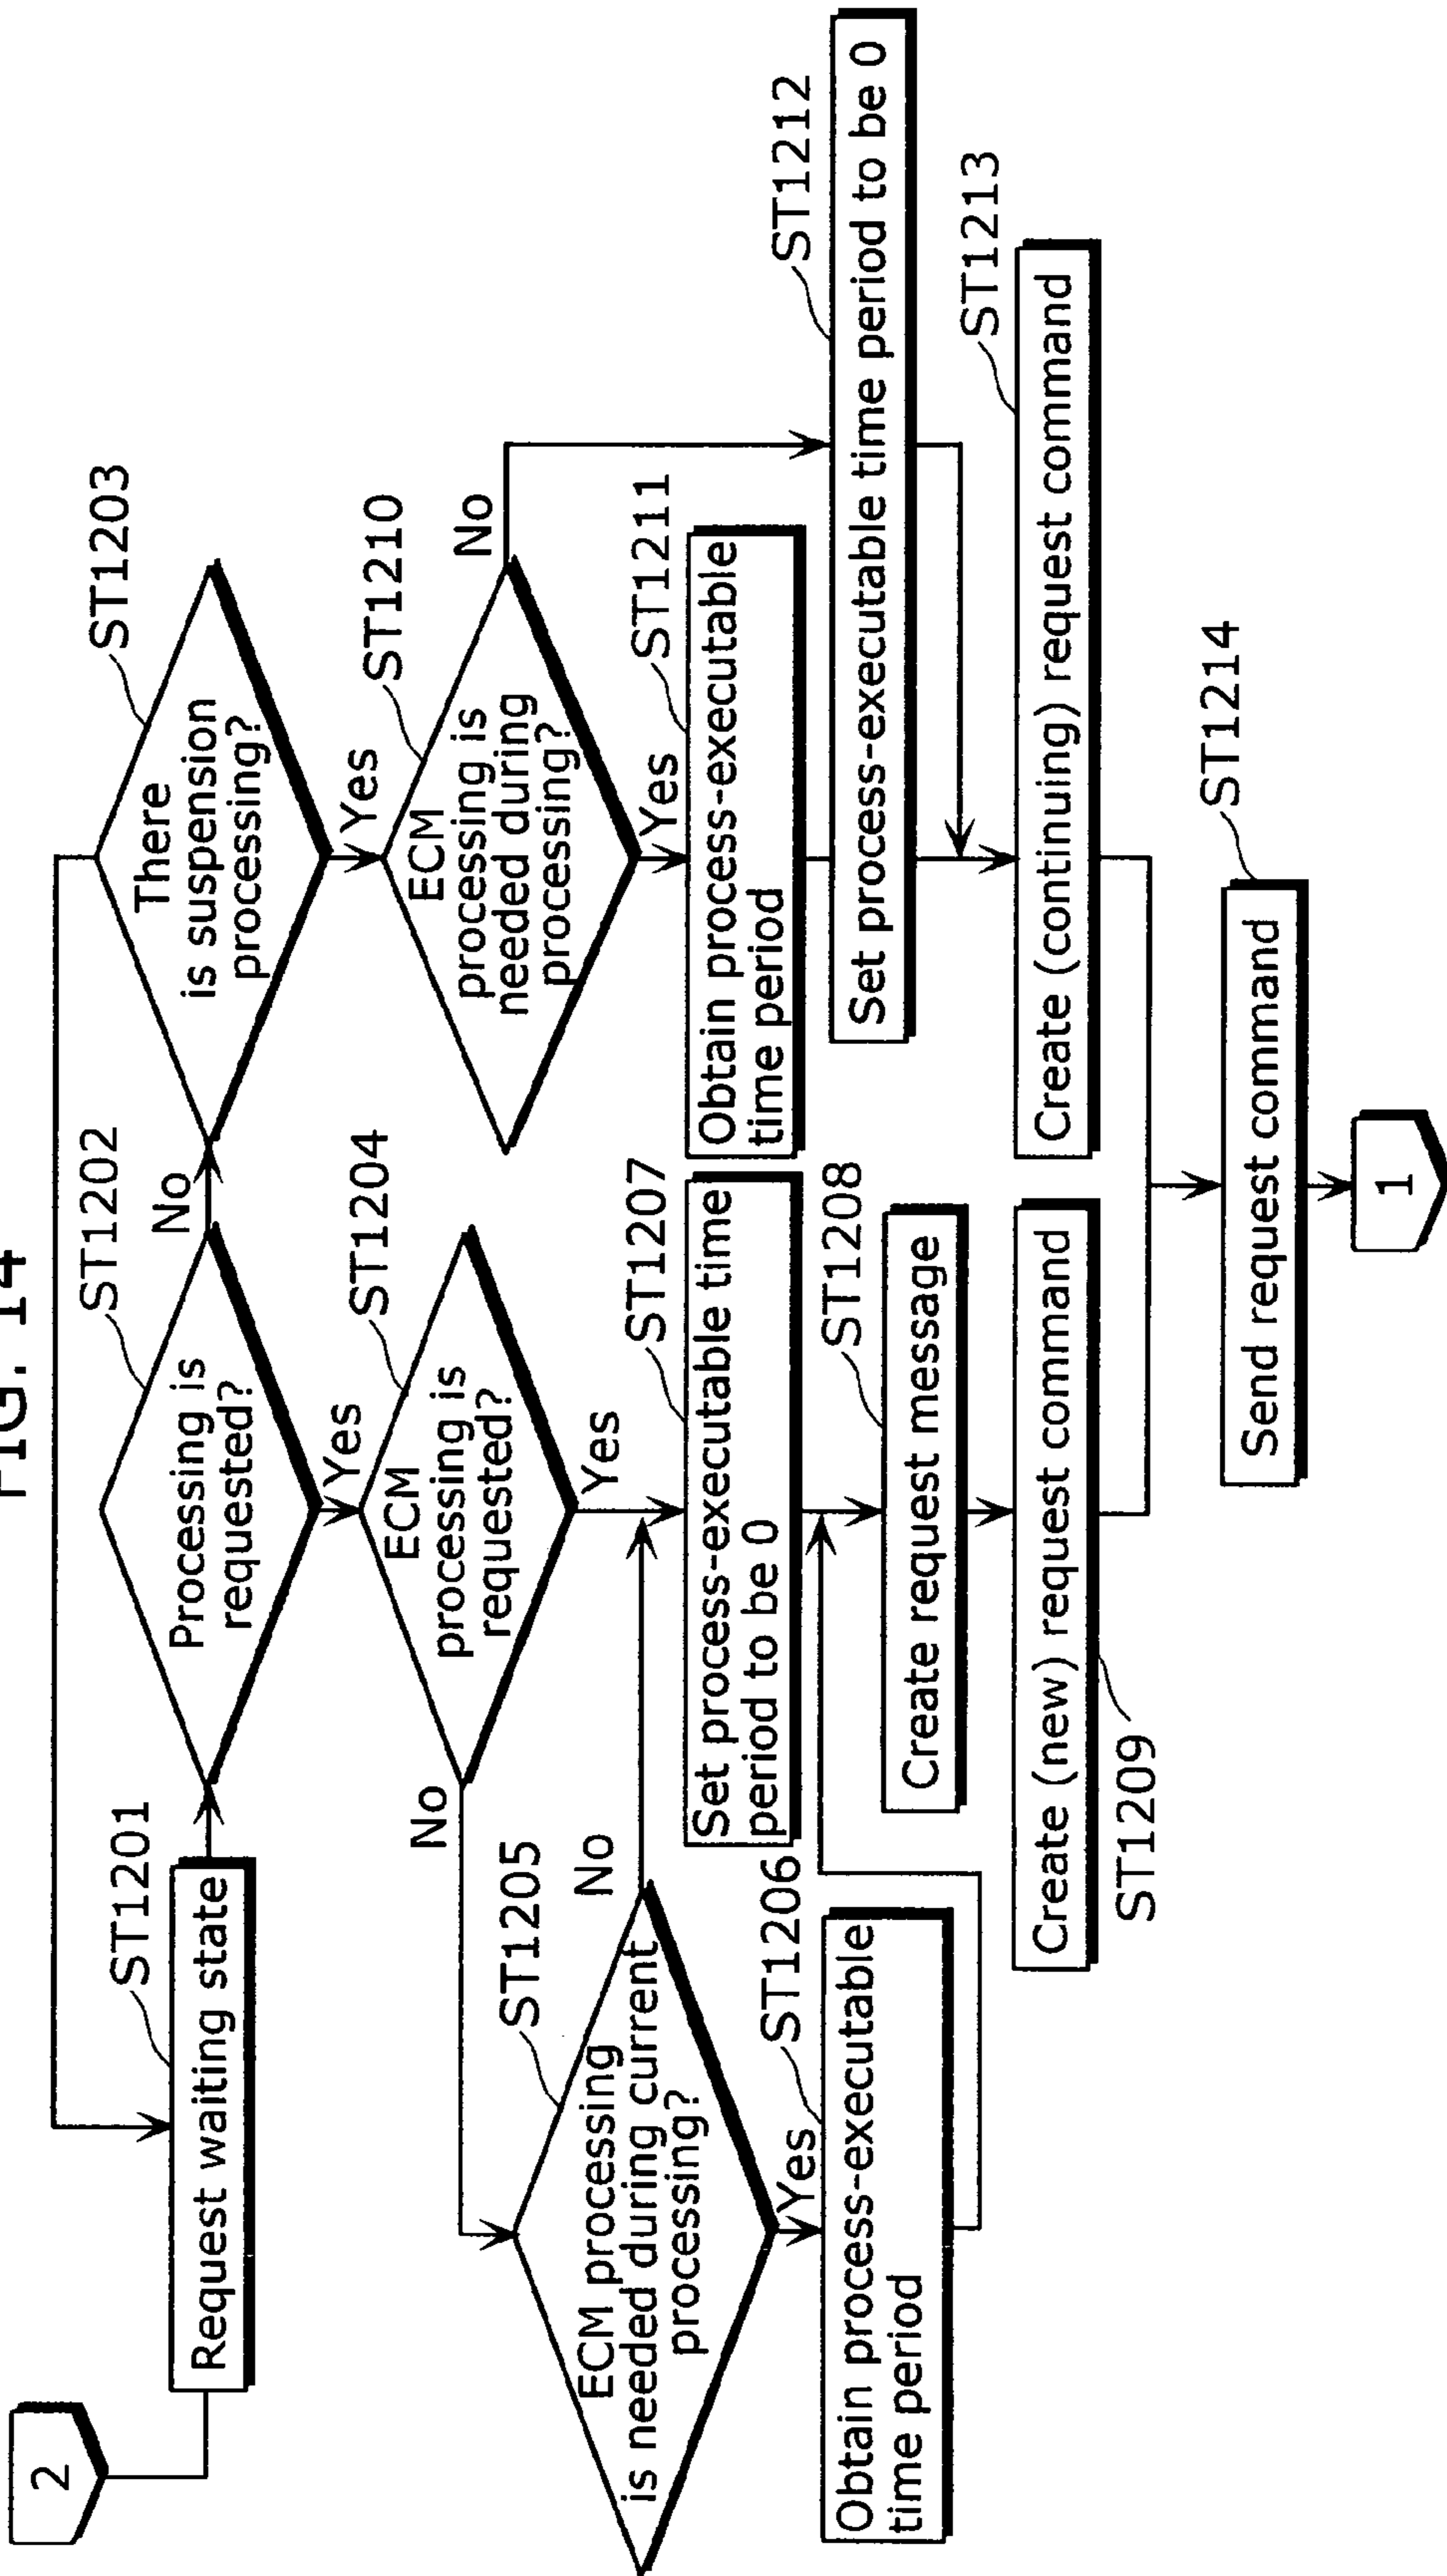 FIG. 14
2
ST1201
Request waiting state
ST1202
Processing is
requested?
No
Yes
ST1203
There
is suspension
processing?
Yes
ST1204
ECM
processing is
requested?
No
Yes
ST1205
ECM processing
is needed during current
processing?
No
Yes
ST1206
Obtain process-executable
time period
ST1207
Set process-executable time
period to be 0
ST1208
Create request message
Create (new) request command
ST1209
ST1210
ECM
processing is
needed during
processing?
No
Yes
ST1211
Obtain process-executable
time period
ST1212
Set process-executable time period to be 0
ST1213
Create (continuing) request command
ST1214
Send request command
1